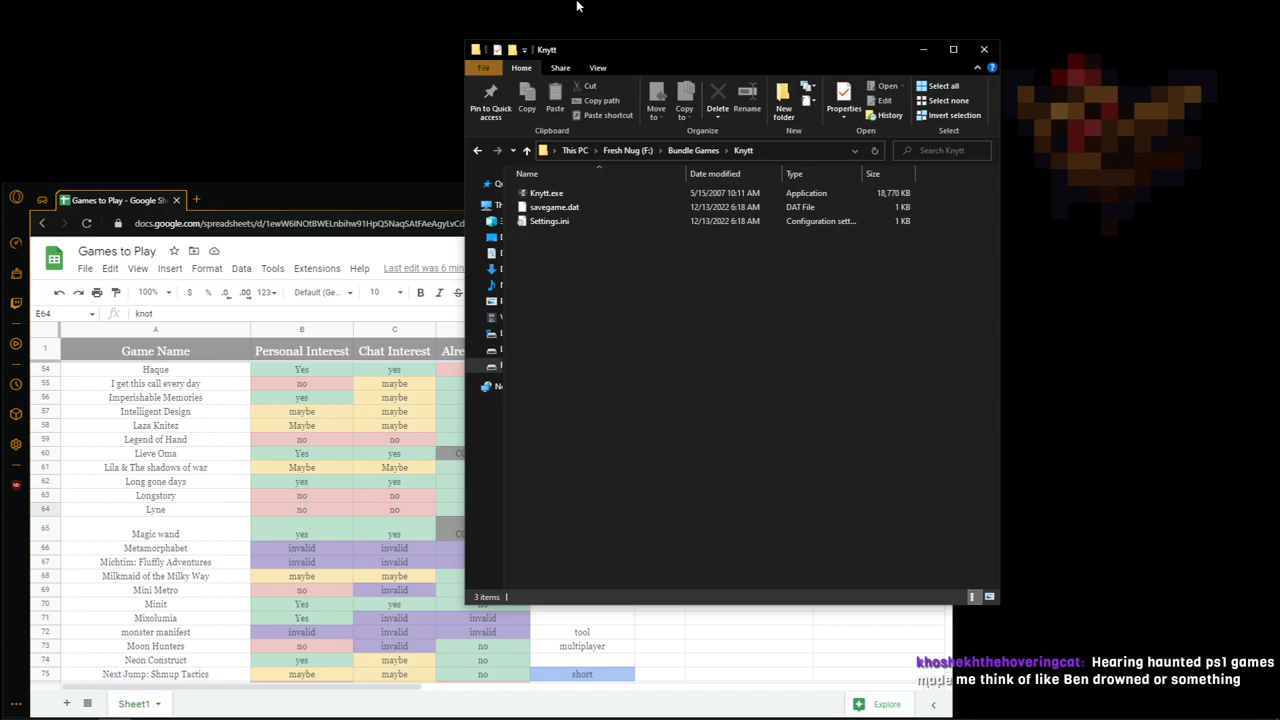 Knytt
File
Home
Share
View
Pin to Quick
access
Copy
Paste
Cut
Copy path
Paste shortcut
Clipboard
Move
to
Copy
to
Delete
Rename
Organize
New
folder
New
Properties
Open
Edit
History
Open
Select all
Select none
Invert selection
Select
This PC
Fresh Nug (F:)
Bundle Games
Knytt
Search Knytt
Name
Date modified
Type
Size
Knytt.exe
5/15/2007 10:11 AM
Application
18,770 KB
savegame.dat
12/13/2022 6:18 AM
DAT File
1 KB
Settings.ini
12/13/2022 6:18 AM
Configuration sett...
1 KB
3 items
Games to Play - Google She
docs.google.com/spreadsheets/d/
Games to Play
File Edit View Insert Format Data Tools Extensions Help Last edit was 6 min
100% $ % .0 .00 123 Default (Ge... 10 B I S
E64 fx knot
A B C
1 Game Name Personal Interest Chat Interest Alre
54 Haque Yes yes
55 I get this call every day no maybe
56 Imperishable Memories yes maybe
57 Intelligent Design maybe maybe
58 Laza Knitez Maybe maybe
59 Legend of Hand no no
60 Lieve Oma Yes yes
61 Lila & The shadows of war Maybe Maybe
62 Long gone days yes yes
63 Longstory no no
64 Lyne no no
65 Magic wand yes yes
66 Metamorphabet invalid invalid
67 Michtim: Fluffly Adventures invalid invalid
68 Milkmaid of the Milky Way maybe maybe
69 Mini Metro no invalid
70 Minit Yes yes no
71 Mixolumia Yes invalid invalid
72 monster manifest invalid invalid invalid tool
73 Moon Hunters no invalid no multiplayer
74 Neon Construct yes maybe no
75 Next Jump: Shmup Tactics maybe maybe no short
Sheet1
Explore
khoshekhthehoveringcat: Hearing haunted ps1 games
made me think of like Ben drowned or something